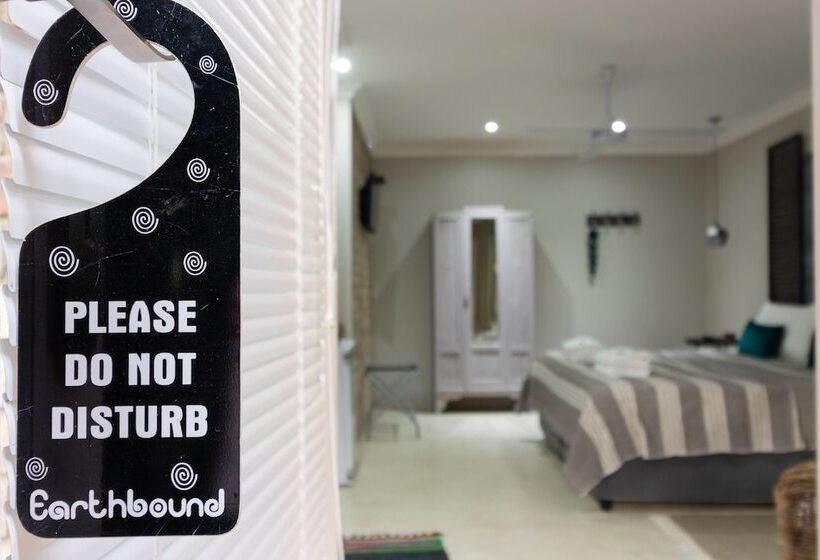 PLEASE
DO NOT
DISTURB
Earthbound